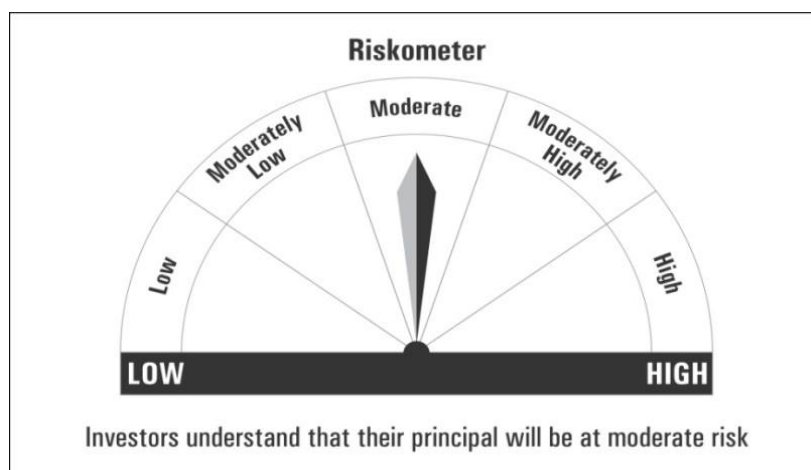 Riskometer
Low
Moderately
Low
Moderate
Moderately
High
High
LOW
HIGH
Investors understand that their principal will be at moderate risk